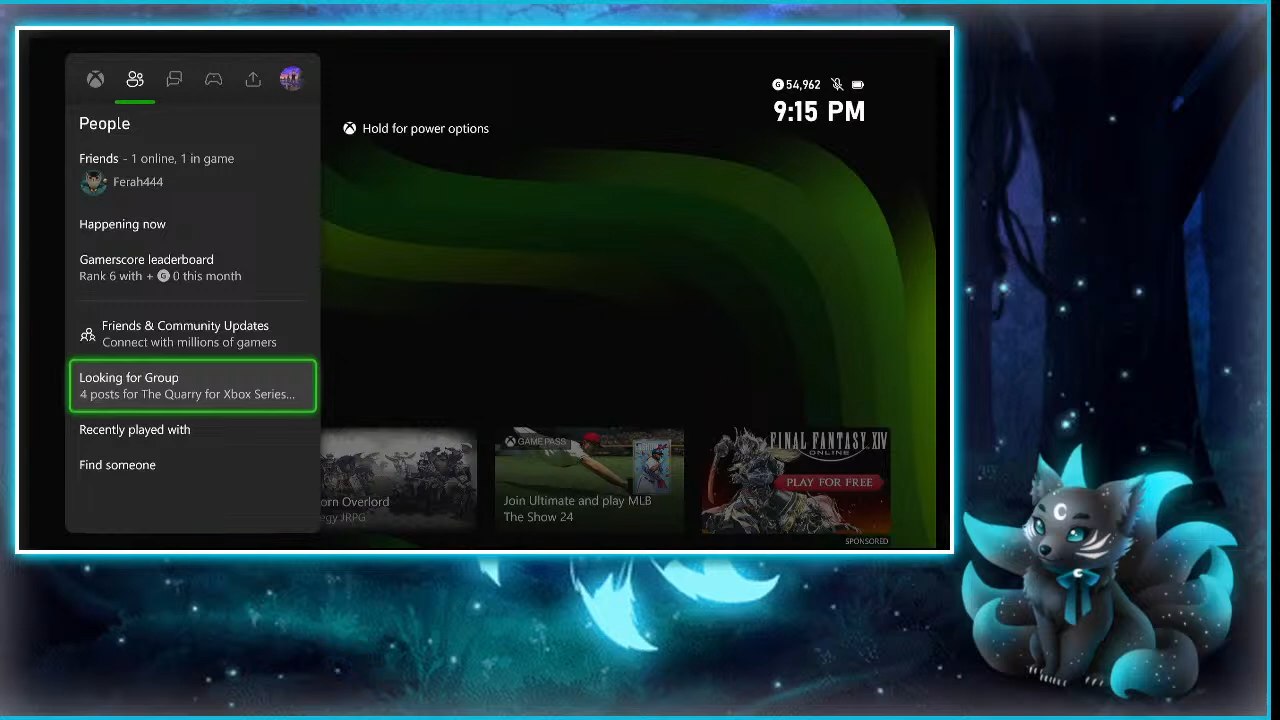 54,962
9:15 PM
Hold for power options
People
Friends - 1 online, 1 in game
Ferah444
Happening now
Gamerscore leaderboard
Rank 6 with + G 0 this month
Friends & Community Updates
Connect with millions of gamers
Looking for Group
4 posts for The Quarry for Xbox Series...
Recently played with
Find someone
orn Overlord
egy JRPG
GAME PASS
Join Ultimate and play MLB
The Show 24
FINAL FANTASY XIV
ONLINE
PLAY FOR FREE
SPONSORED